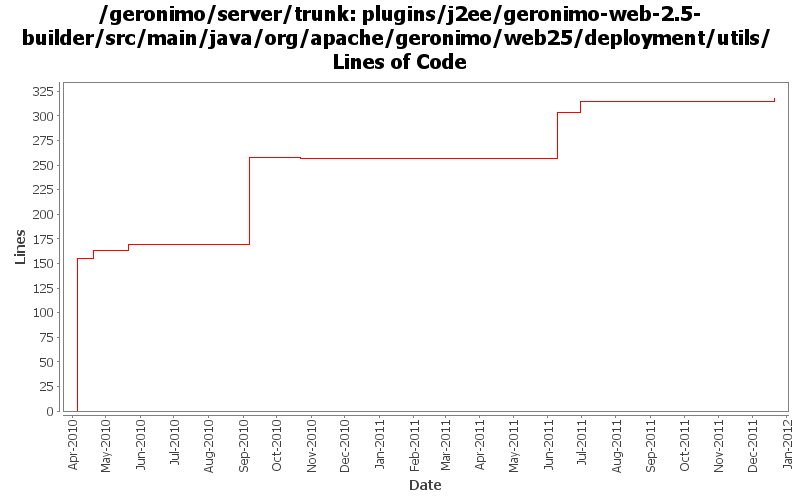 /geronimo/server/trunk: plugins/j2ee/geronimo-web-2.5-
builder/src/main/java/org/apache/geronimo/web25/deployment/utils/
Lines of Code
Lines
325
300
275
250
225
200
175
150
125
100
75
50
25
0
Apr-2010
May-2010
Jun-2010
Jul-2010
Aug-2010
Sep-2010
Oct-2010
Nov-2010
Dec-2010
Jan-2011
Feb-2011
Mar-2011
Apr-2011
May-2011
Jun-2011
Jul-2011
Aug-2011
Sep-2011
Oct-2011
Nov-2011
Dec-2011
Jan-2012
Date